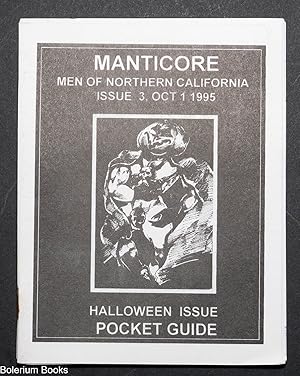 MANTICORE
MEN OF NORTHERN CALIFORNIA
ISSUE 3, OCT 1 1995
HALLOWEEN ISSUE
POCKET GUIDE
Bolerium Books